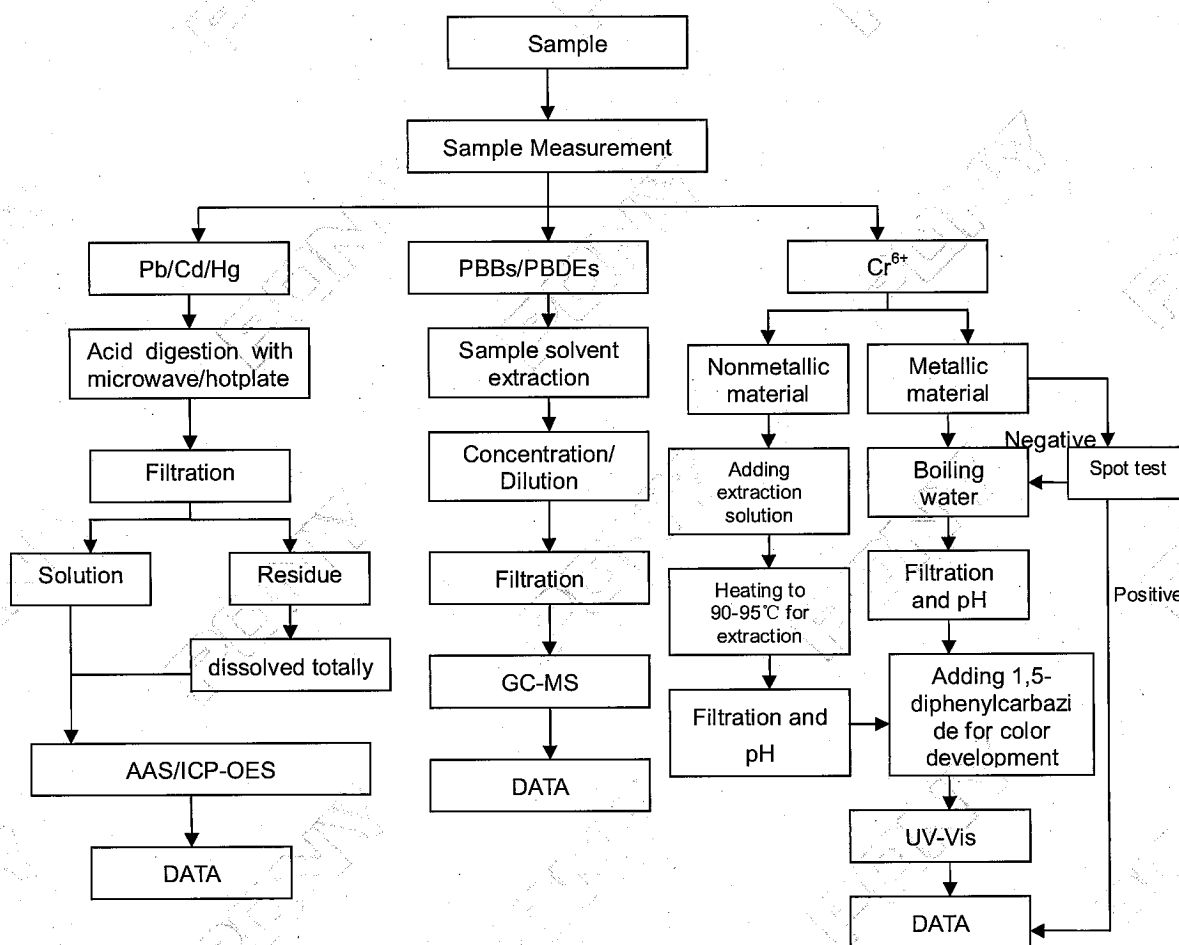 Sample
Sample Measurement
Pb/Cd/Hg
PBBs/PBDEs
Cr⁶⁺
Acid digestion with
microwave/hotplate
Sample solvent
extraction
Nonmetallic
material
Metallic
material
Negative
Spot test
Filtration
Concentration/
Dilution
Adding
extraction
solution
Boiling
water
Solution
Residue
Filtration
Heating to
90-95℃ for
extraction
Filtration
and pH
Positive
dissolved totally
GC-MS
Filtration and
pH
Adding 1,5-
diphenylcarbazi
de for color
development
AAS/ICP-OES
DATA
UV-Vis
DATA
DATA